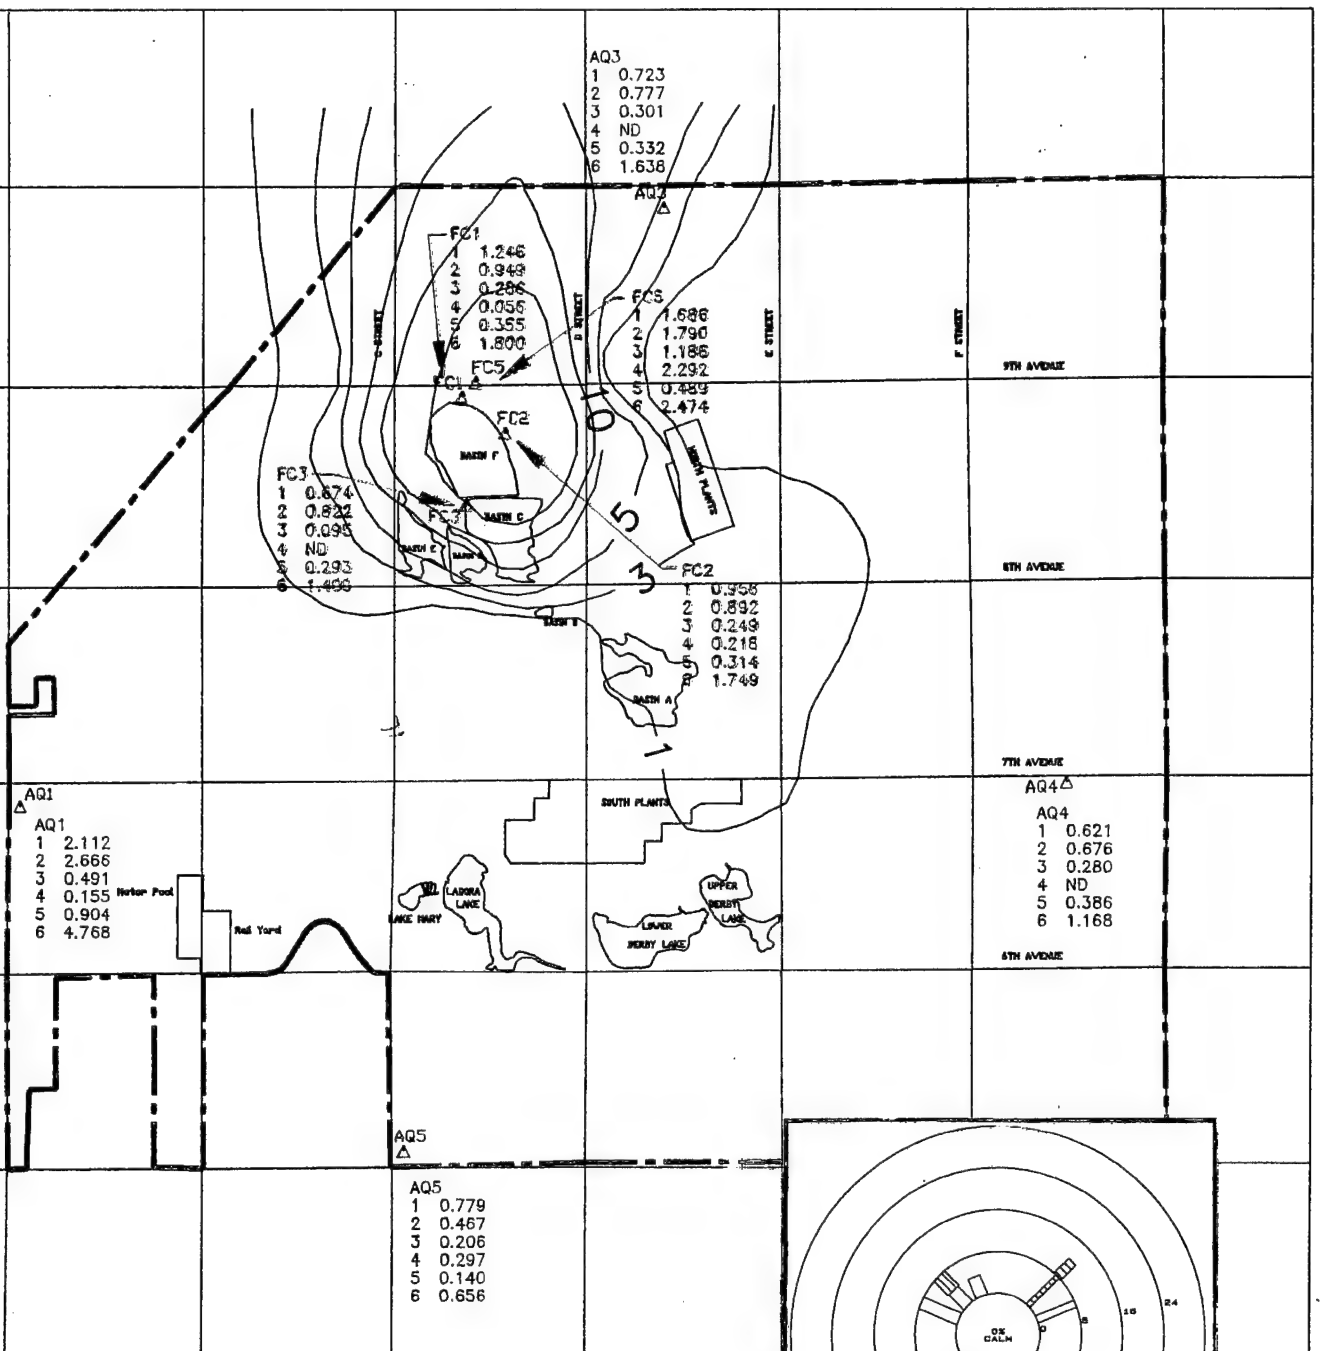 AQ3
1 0.723
2 0.777
3 0.301
4 ND
5 0.332
6 1.638
AQ3
FC1
1 1.246
2 0.949
3 0.286
4 0.056
5 0.355
6 1.800
C STREET
D STREET
E STREET
F STREET
FC5
1 1.686
2 1.790
3 1.186
4 2.292
5 0.489
6 2.474
9TH AVENUE
FC1
FC5
FC2
10
BASIN F
NORTH PLANTS
FC3
1 0.674
2 0.822
3 0.095
4 ND
5 0.293
6 1.400
FC3
BASIN C
5
BASIN E
3
8TH AVENUE
FC2
1 0.956
2 0.892
3 0.249
4 0.218
5 0.314
6 1.749
BASIN A
1
7TH AVENUE
AQ1
AQ1
1 2.112
2 2.666
3 0.491
4 0.155
5 0.904
6 4.768
SOUTH PLANTS
AQ4
AQ4
1 0.621
2 0.676
3 0.280
4 ND
5 0.386
6 1.168
Motor Pool
Rail Yard
LAKE MARY
LADORA
LAKE
UPPER
DERBY
LAKE
LOWER
DERBY LAKE
6TH AVENUE
AQ5
AQ5
1 0.779
2 0.467
3 0.206
4 0.297
5 0.140
6 0.656
0%
CALM
0
8
16
24